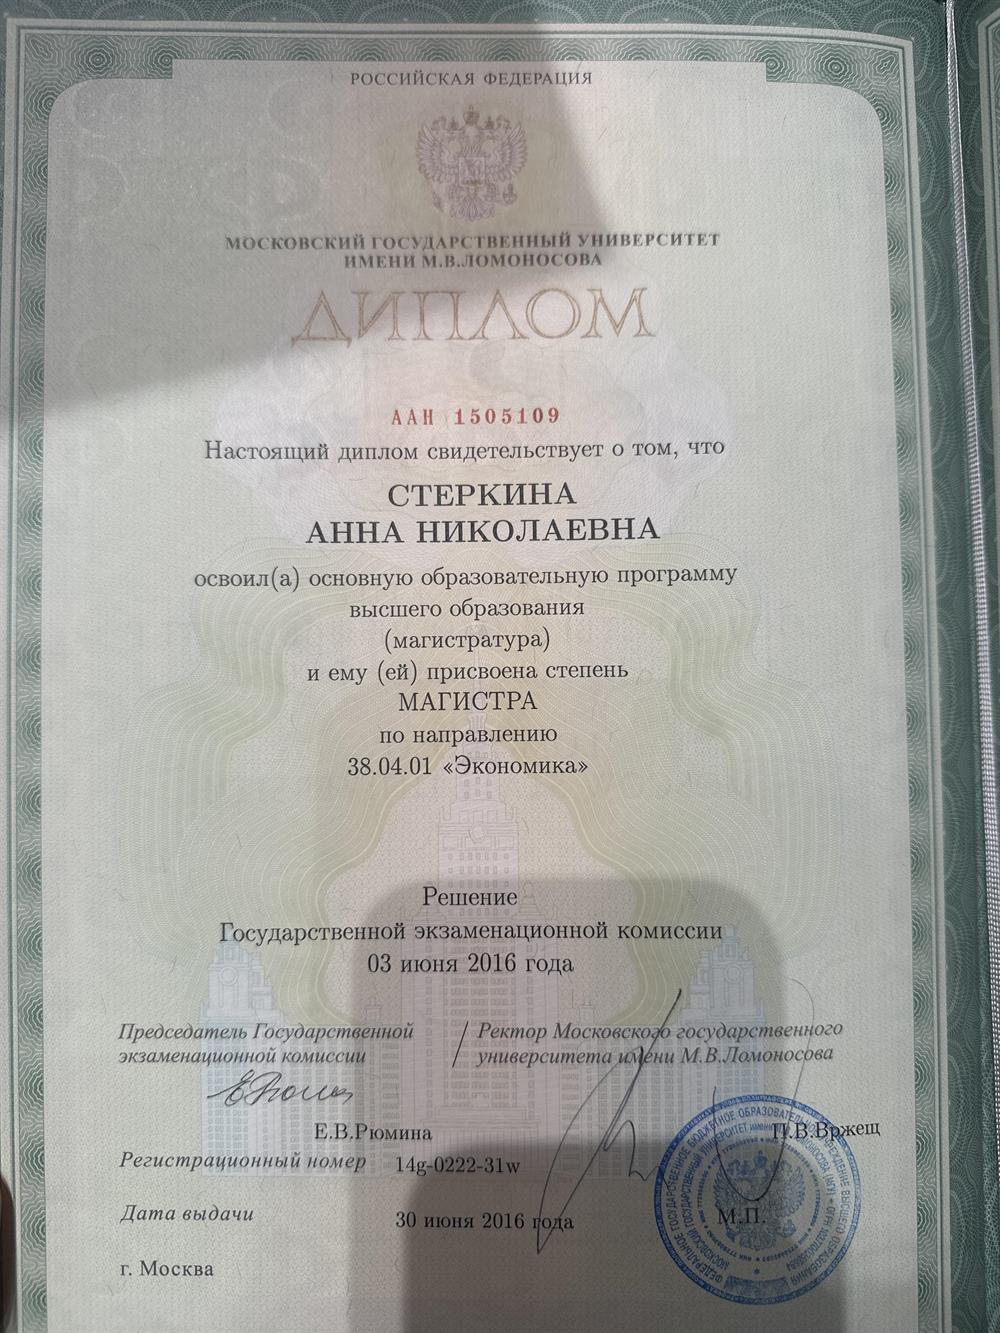 РОССИЙСКАЯ ФЕДЕРАЦИЯ
МОСКОВСКИЙ ГОСУДАРСТВЕННЫЙ УНИВЕРСИТЕТ
ИМЕНИ М.В.ЛОМОНОСОВА
ДИПЛОМ
ААН 1505109
Настоящий диплом свидетельствует о том, что
СТЕРКИНА
АННА НИКОЛАЕВНА
освоил(а) основную образовательную программу
высшего образования
(магистратура)
и ему (ей) присвоена степень
МАГИСТРА
по направлению
38.04.01 «Экономика»
Решение
Государственной экзаменационной комиссии
03 июня 2016 года
Председатель Государственной
экзаменационной комиссии
/ Ректор Московского государственного
университета имени М.В.Ломоносова
Е.В.Рюмина
П.В.Вржещ
Регистрационный номер 14g-0222-31w
М.П.
Дата выдачи 30 июня 2016 года
г. Москва